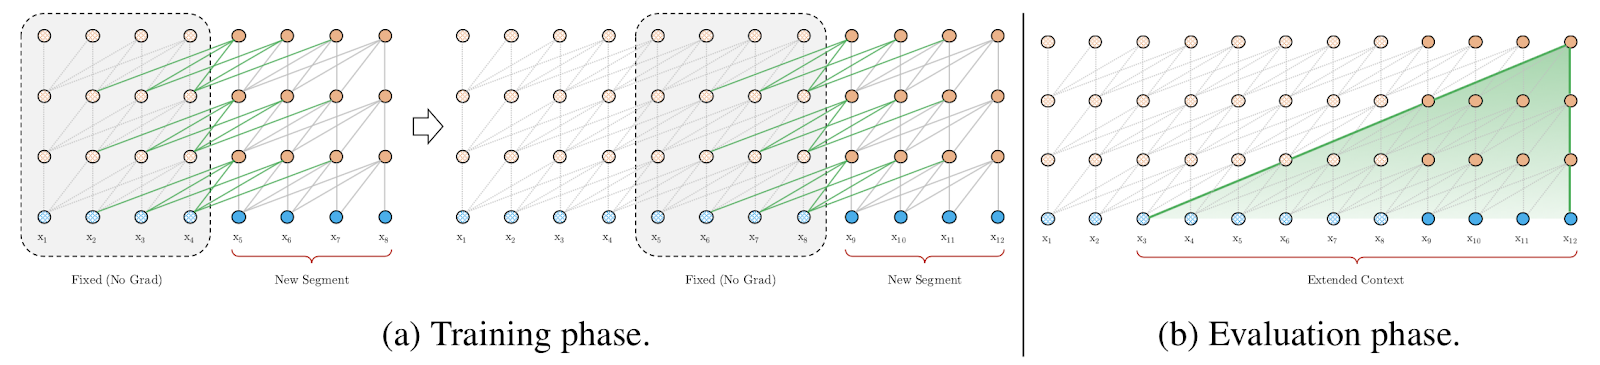 x₁ x₂ x₃ x₄ x₅ x₆ x₇ x₈
Fixed (No Grad) New Segment
x₁ x₂ x₃ x₄ x₅ x₆ x₇ x₈ x₉ x₁₀ x₁₁ x₁₂
Fixed (No Grad) New Segment
(a) Training phase.
x₁ x₂ x₃ x₄ x₅ x₆ x₇ x₈ x₉ x₁₀ x₁₁ x₁₂
Extended Context
(b) Evaluation phase.